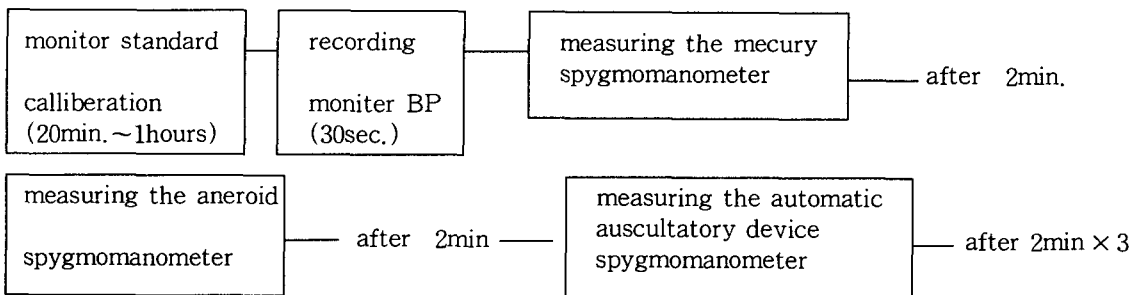 monitor standard
calliberation
(20min.~1hours)
recording
moniter BP
(30sec.)
measuring the mecury
spygmomanometer
after 2min.
measuring the aneroid
spygmomanometer
after 2min
measuring the automatic
auscultatory device
spygmomanometer
after 2min × 3